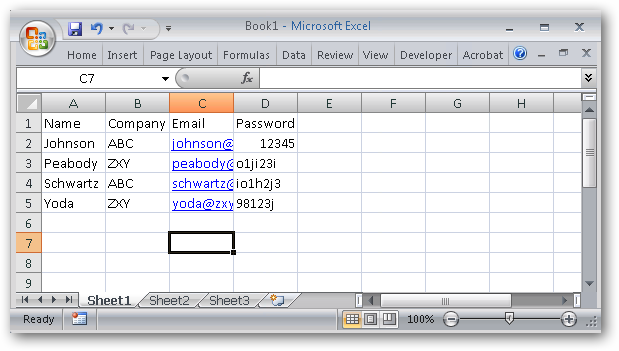 Book1 - Microsoft Excel
Home Insert Page Layout Formulas Data Review View Developer Acrobat
C7 fx
A B C D E F G H
1 Name Company Email Password
2 Johnson ABC johnson@ 12345
3 Peabody ZXY peabody@ o1ji23i
4 Schwartz ABC schwartz@ io1h2j3
5 Yoda ZXY yoda@zxy 98123j
6
7
8
9
Sheet1 Sheet2 Sheet3
Ready 100%